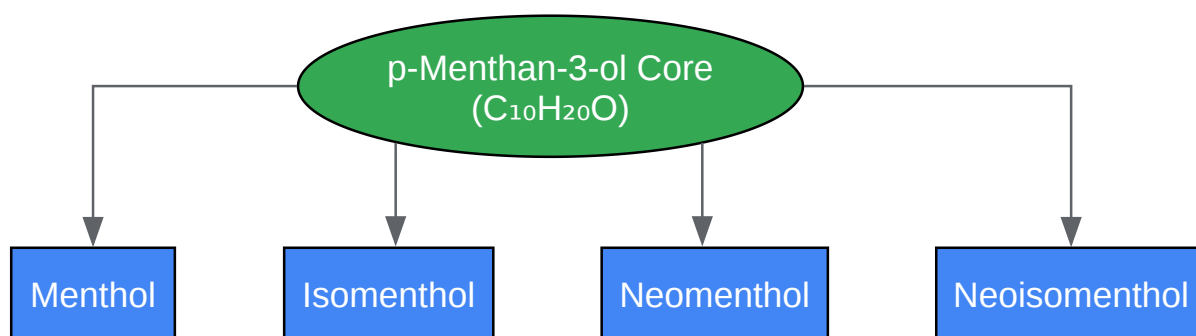 p-Menthan-3-ol Core
(C₁₀H₂₀O)
Menthol
Isomenthol
Neomenthol
Neoisomenthol